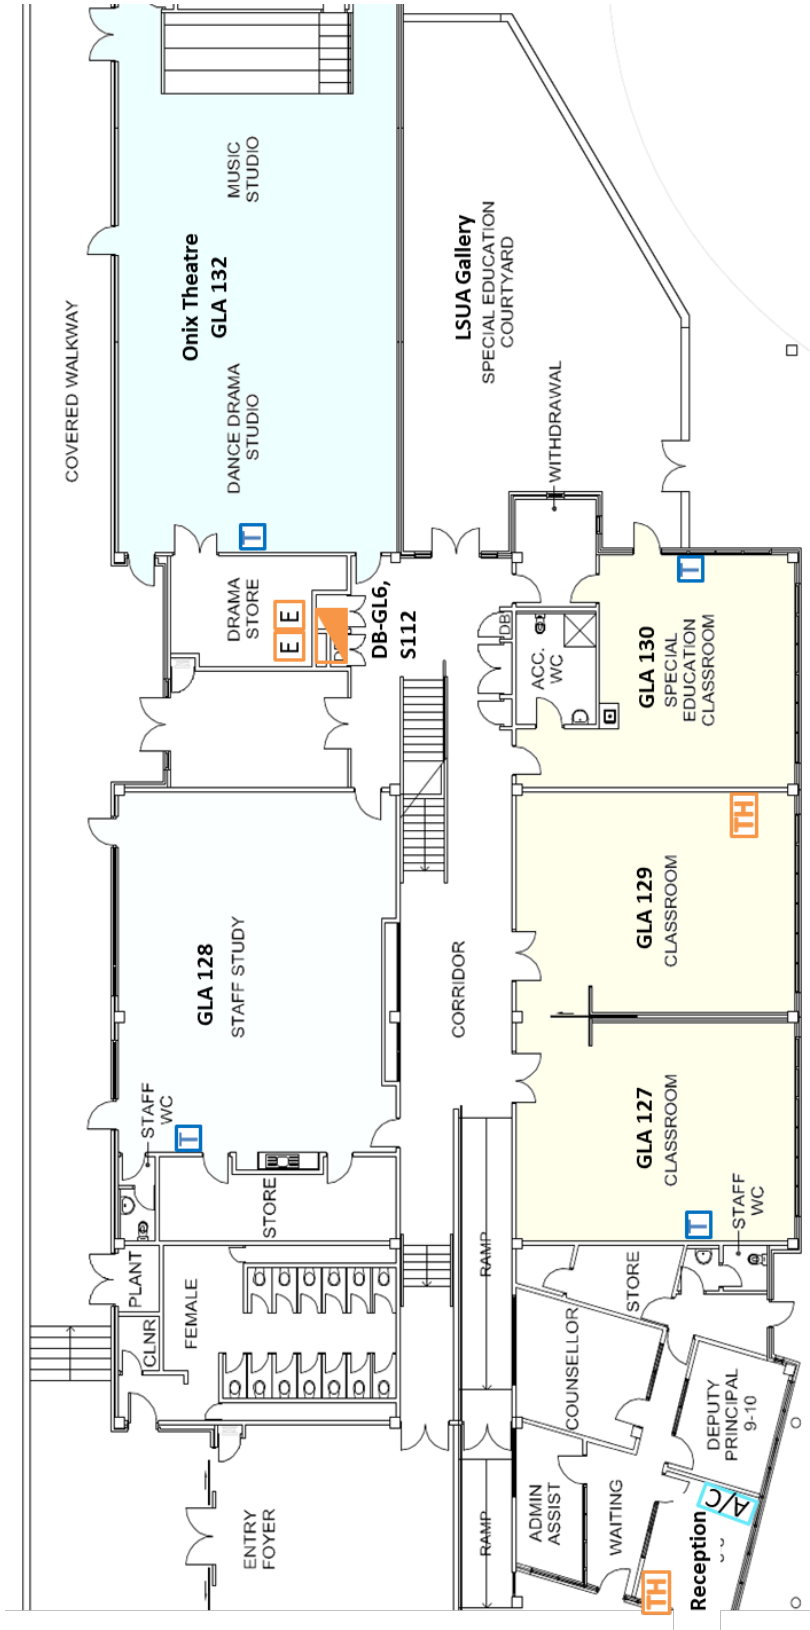 COVERED WALKWAY
MUSIC
STUDIO
Onix Theatre
GLA 132
DANCE DRAMA
STUDIO
T
LSUA Gallery
SPECIAL EDUCATION
COURTYARD
WITHDRAWAL
DRAMA
STORE
E E
E E
DB-GL6,
S112
DB
ACC.
WC
T
GLA 130
SPECIAL
EDUCATION
CLASSROOM
TH
GLA 129
CLASSROOM
GLA 128
STAFF STUDY
CORRIDOR
STAFF
WC
T
STORE
GLA 127
CLASSROOM
T
STAFF
WC
PLANT
CLNR
FEMALE
RAMP
STORE
COUNSELLOR
DEPUTY
PRINCIPAL
9-10
A/C
ENTRY
FOYER
RAMP
ADMIN
ASSIST
WAITING
Reception
TH